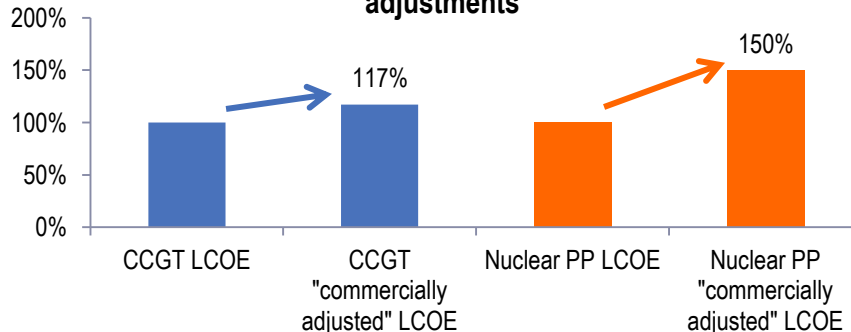 adjustments
200%
150%
100%
50%
0%
117%
150%
CCGT LCOE
CCGT
"commercially
adjusted" LCOE
Nuclear PP LCOE
Nuclear PP
"commercially
adjusted" LCOE